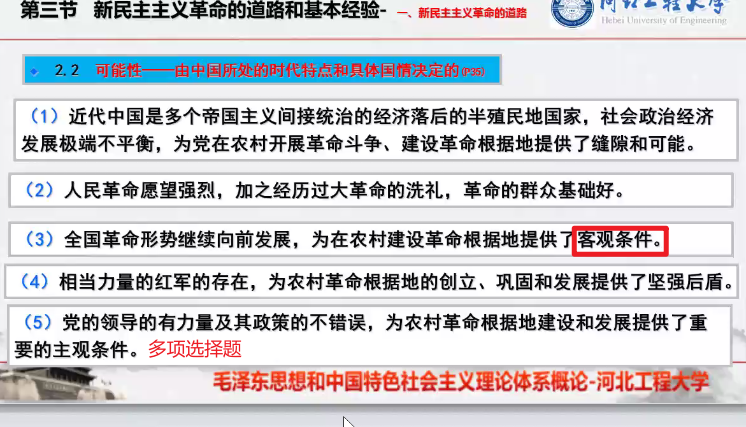 第三节 新民主主义革命的道路和基本经验- 一、新民主主义革命的道路
河北工程大学
Hebei University of Engineering
2.2 可能性——由中国所处的时代特点和具体国情决定的(P35)
（1）近代中国是多个帝国主义间接统治的经济落后的半殖民地国家，社会政治经济
发展极端不平衡，为党在农村开展革命斗争、建设革命根据地提供了缝隙和可能。
（2）人民革命愿望强烈，加之经历过大革命的洗礼，革命的群众基础好。
（3）全国革命形势继续向前发展，为在农村建设革命根据地提供了客观条件。
（4）相当力量的红军的存在，为农村革命根据地的创立、巩固和发展提供了坚强后盾。
（5）党的领导的有力量及其政策的不错误，为农村革命根据地建设和发展提供了重
要的主观条件。多项选择题
毛泽东思想和中国特色社会主义理论体系概论-河北工程大学